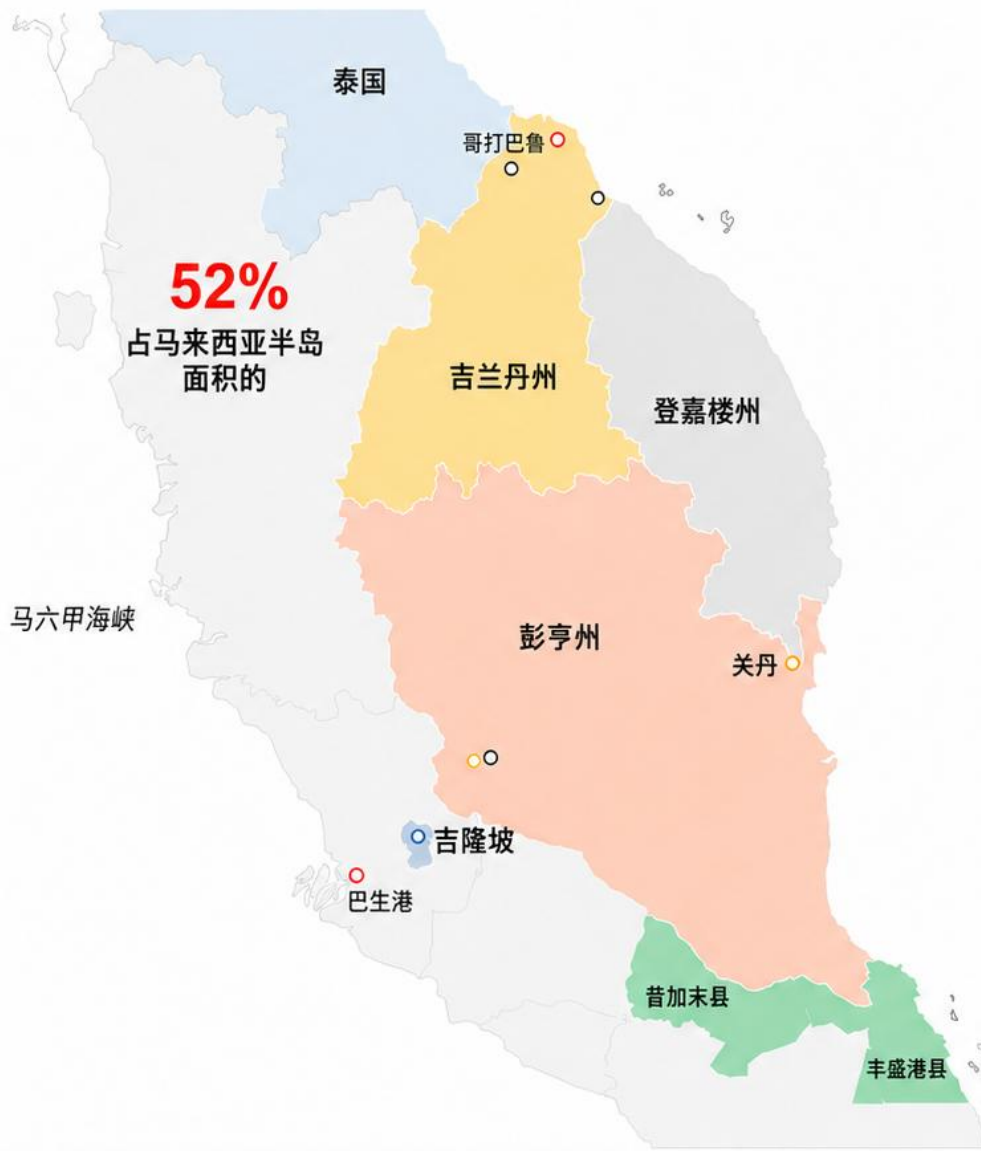 泰国
哥打巴鲁
52%
占马来西亚半岛
面积的
吉兰丹州
登嘉楼州
马六甲海峡
彭亨州
关丹
吉隆坡
巴生港
昔加末县
丰盛港县